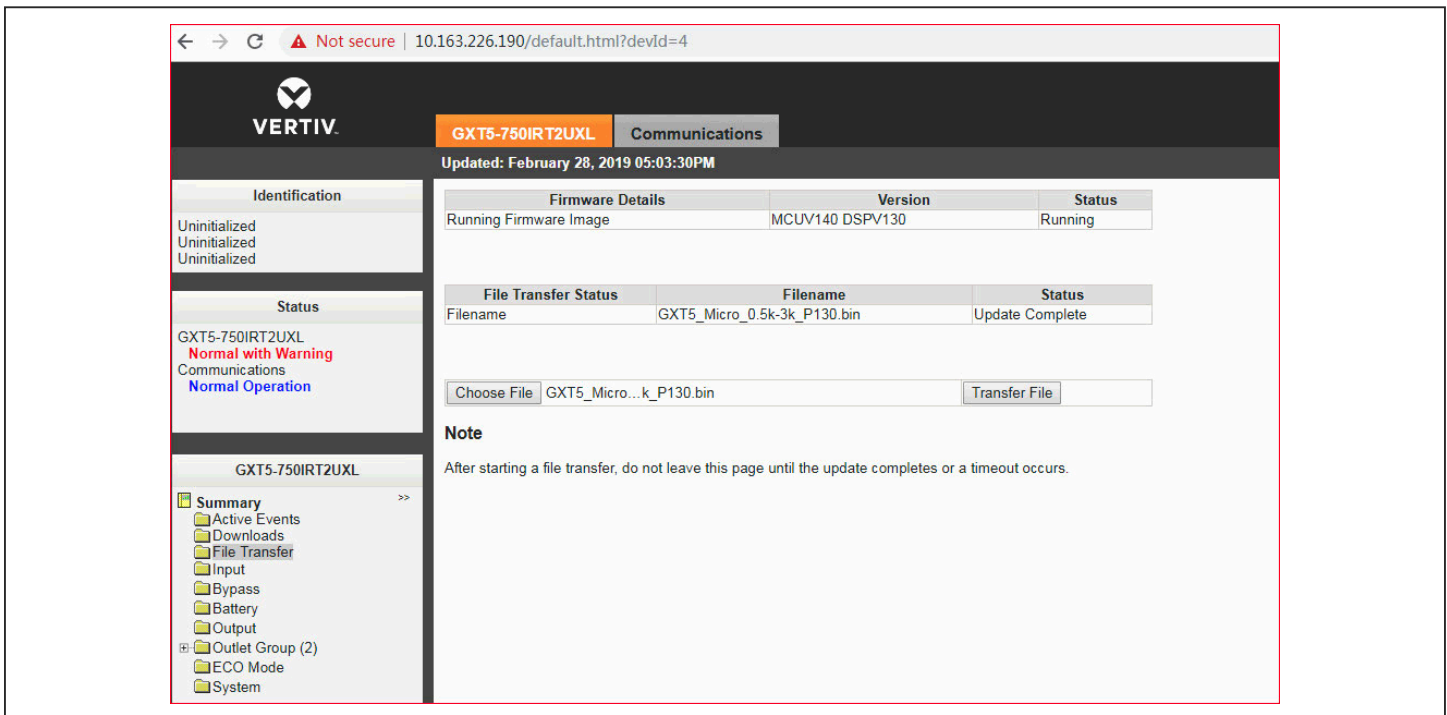 Not secure | 10.163.226.190/default.html?devId=4
VERTIV.
GXT5-750IRT2UXL Communications
Updated: February 28, 2019 05:03:30PM
Identification
Uninitialized
Uninitialized
Uninitialized
Status
GXT5-750IRT2UXL
Normal with Warning
Communications
Normal Operation
GXT5-750IRT2UXL
Summary >>
Active Events
Downloads
File Transfer
Input
Bypass
Battery
Output
Outlet Group (2)
ECO Mode
System
Firmware Details Version Status
Running Firmware Image MCUV140 DSPV130 Running
File Transfer Status Filename Status
Filename GXT5_Micro_0.5k-3k_P130.bin Update Complete
Choose File GXT5_Micro...k_P130.bin Transfer File
Note
After starting a file transfer, do not leave this page until the update completes or a timeout occurs.